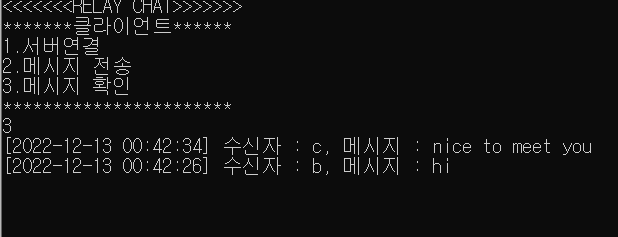 <<<<<<<RELAY CHAT>>>>>>>
*******클라이언트******
1.서버연결
2.메시지 전송
3.메시지 확인
***********************
3
[2022-12-13 00:42:34] 수신자 : c, 메시지 : nice to meet you
[2022-12-13 00:42:26] 수신자 : b, 메시지 : hi